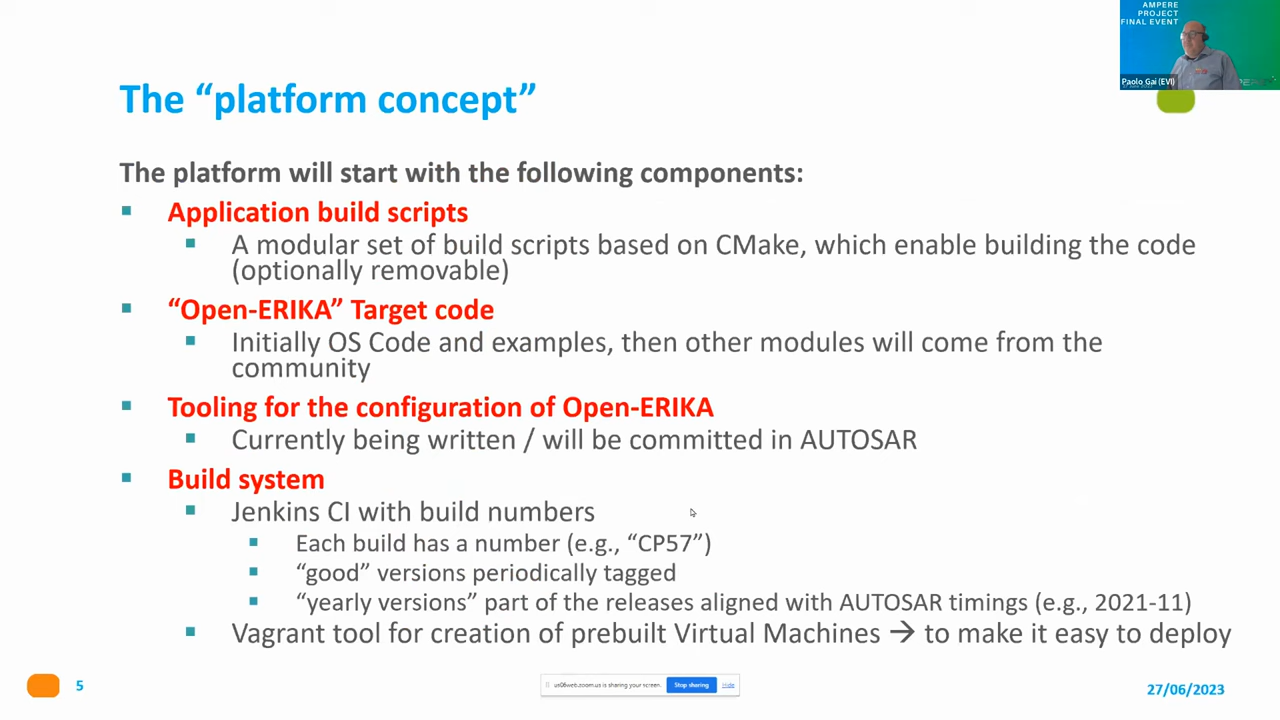 AMPERE
PROJECT
FINAL EVENT
Paolo Gai (EVI)
The “platform concept”
The platform will start with the following components:
Application build scripts
A modular set of build scripts based on CMake, which enable building the code
(optionally removable)
“Open-ERIKA” Target code
Initially OS Code and examples, then other modules will come from the
community
Tooling for the configuration of Open-ERIKA
Currently being written / will be committed in AUTOSAR
Build system
Jenkins CI with build numbers
Each build has a number (e.g., “CP57”)
“good” versions periodically tagged
“yearly versions” part of the releases aligned with AUTOSAR timings (e.g., 2021-11)
Vagrant tool for creation of prebuilt Virtual Machines → to make it easy to deploy
5
us06web.zoom.us is sharing your screen. Stop sharing Hide
27/06/2023